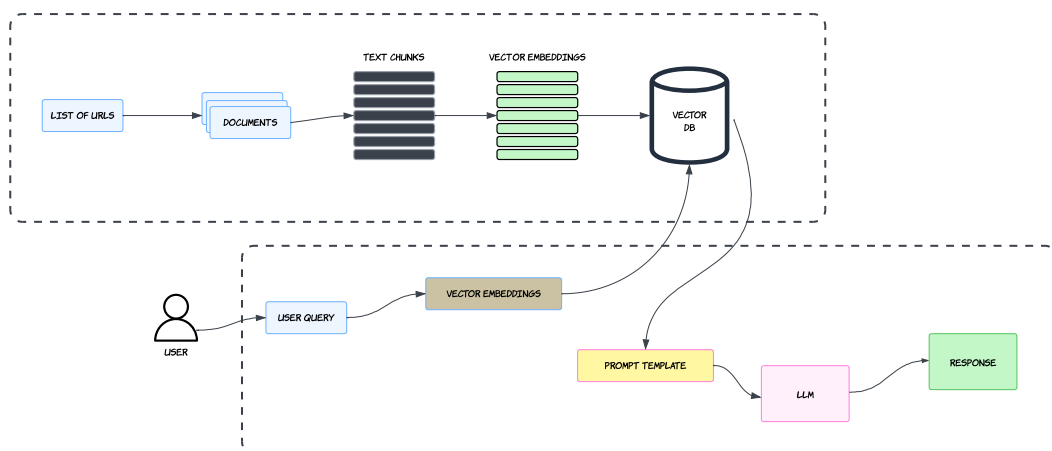 TEXT CHUNKS
VECTOR EMBEDDINGS
LIST OF URLS
DOCUMENTS
VECTOR
DB
VECTOR EMBEDDINGS
USER QUERY
USER
PROMPT TEMPLATE
LLM
RESPONSE